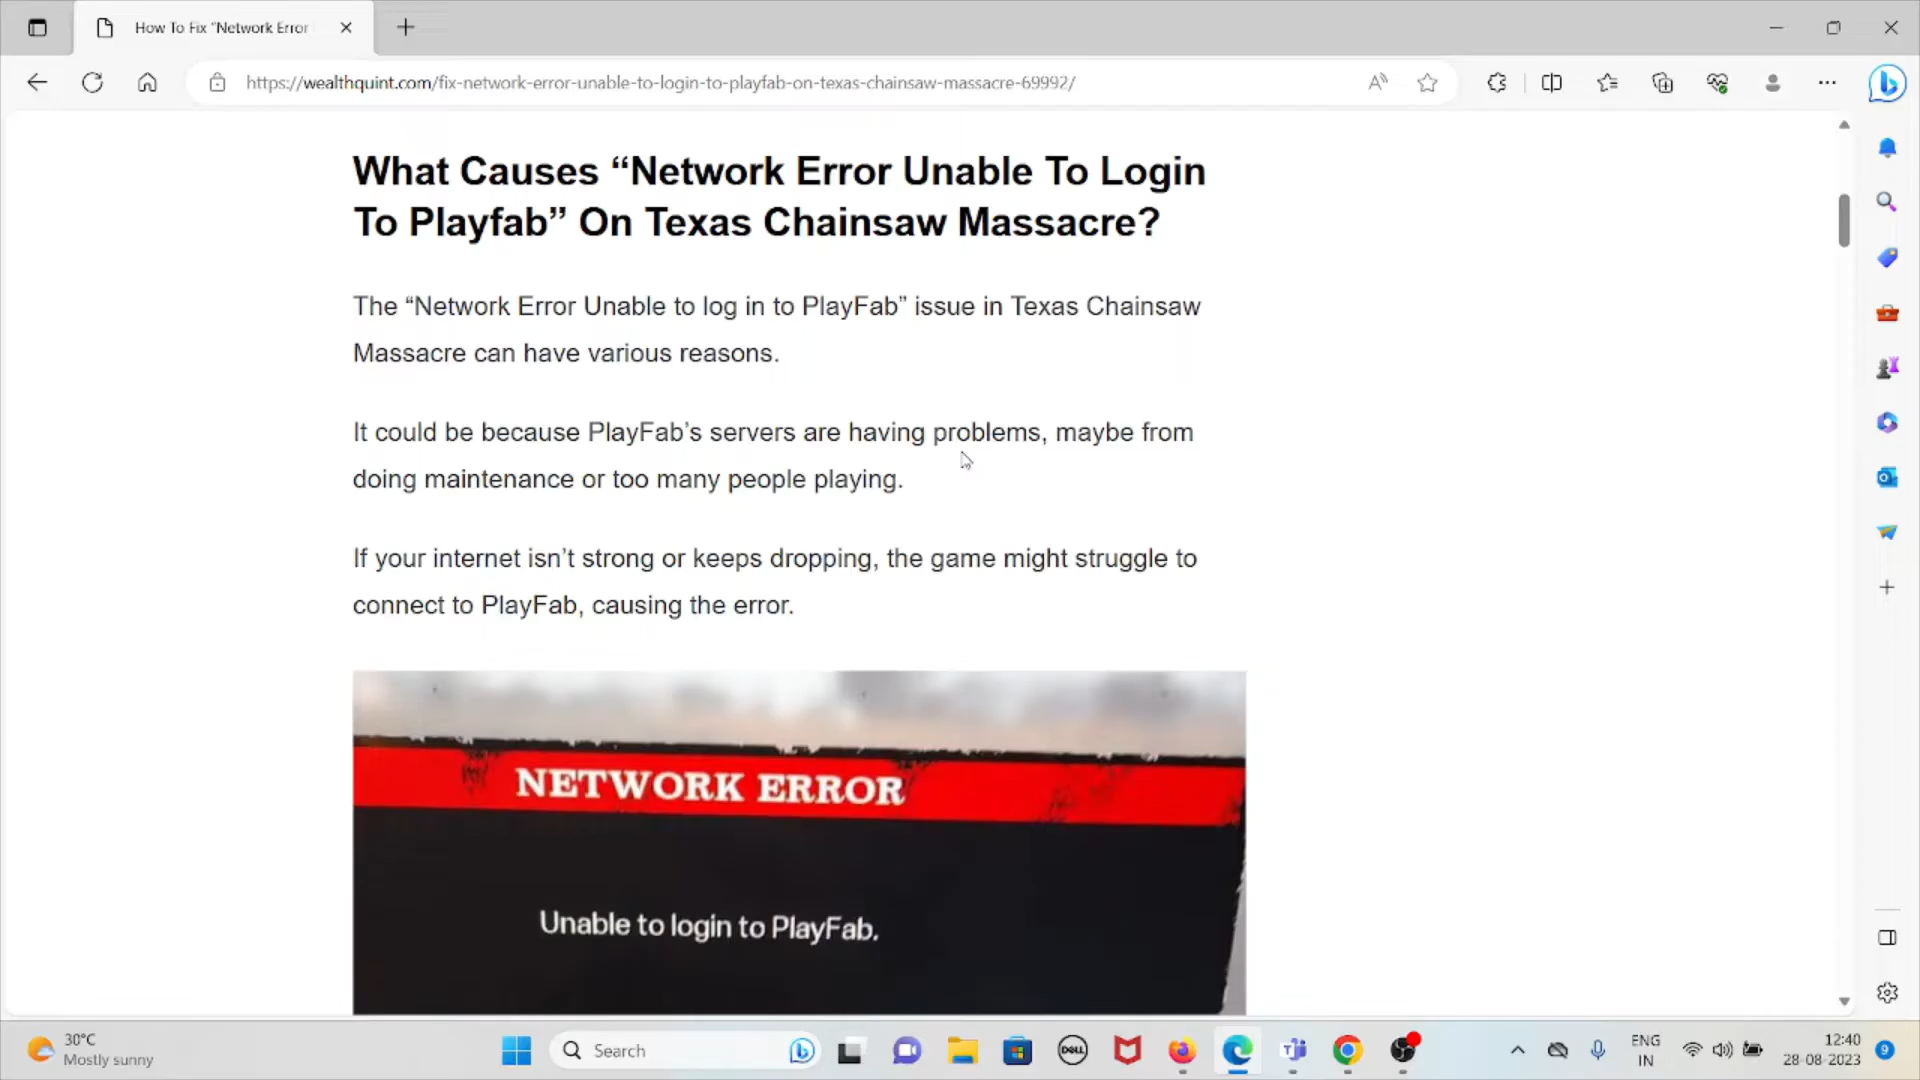 How To Fix “Network Error
https://wealthquint.com/fix-network-error-unable-to-login-to-playfab-on-texas-chainsaw-massacre-69992/
What Causes “Network Error Unable To Login
To Playfab” On Texas Chainsaw Massacre?
The “Network Error Unable to log in to PlayFab” issue in Texas Chainsaw
Massacre can have various reasons.
It could be because PlayFab’s servers are having problems, maybe from
doing maintenance or too many people playing.
If your internet isn’t strong or keeps dropping, the game might struggle to
connect to PlayFab, causing the error.
NETWORK ERROR
Unable to login to PlayFab.
30°C
Mostly sunny
Search
DELL
ENG
IN
12:40
28-08-2023
9